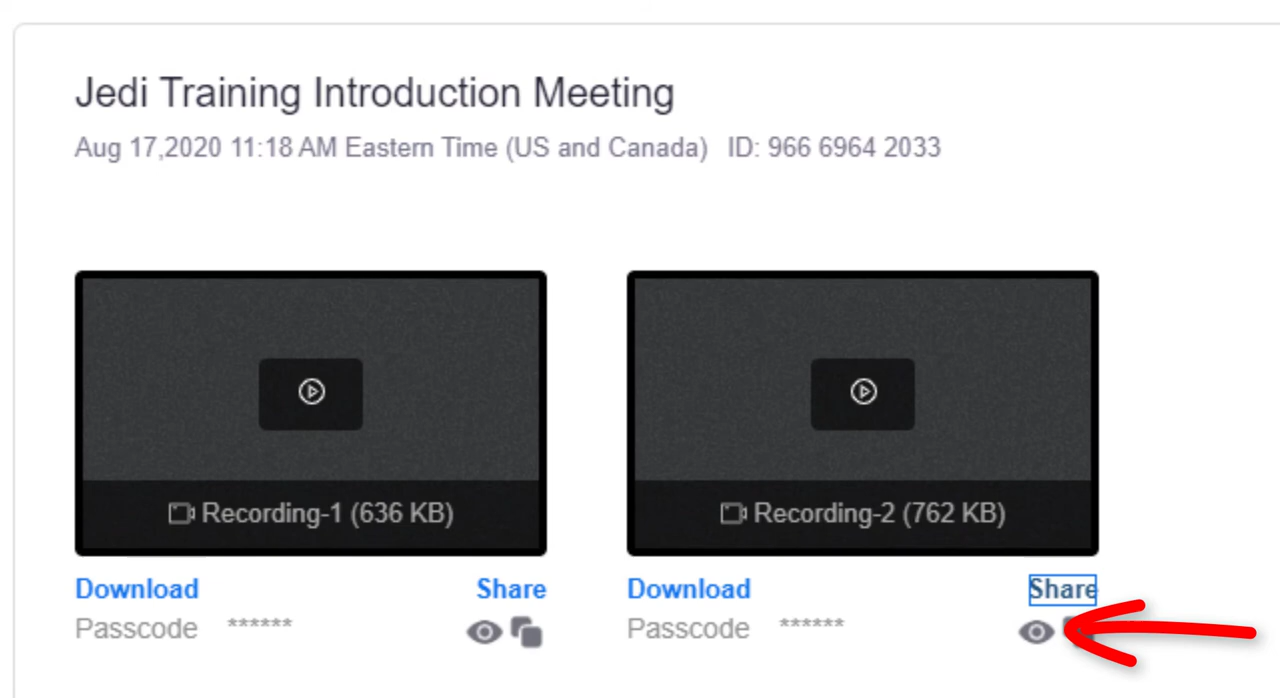 Jedi Training Introduction Meeting
Aug 17,2020 11:18 AM Eastern Time (US and Canada) ID: 966 6964 2033
Recording-1 (636 KB)
Recording-2 (762 KB)
Download Share
Download Share
Passcode ******
Passcode ******